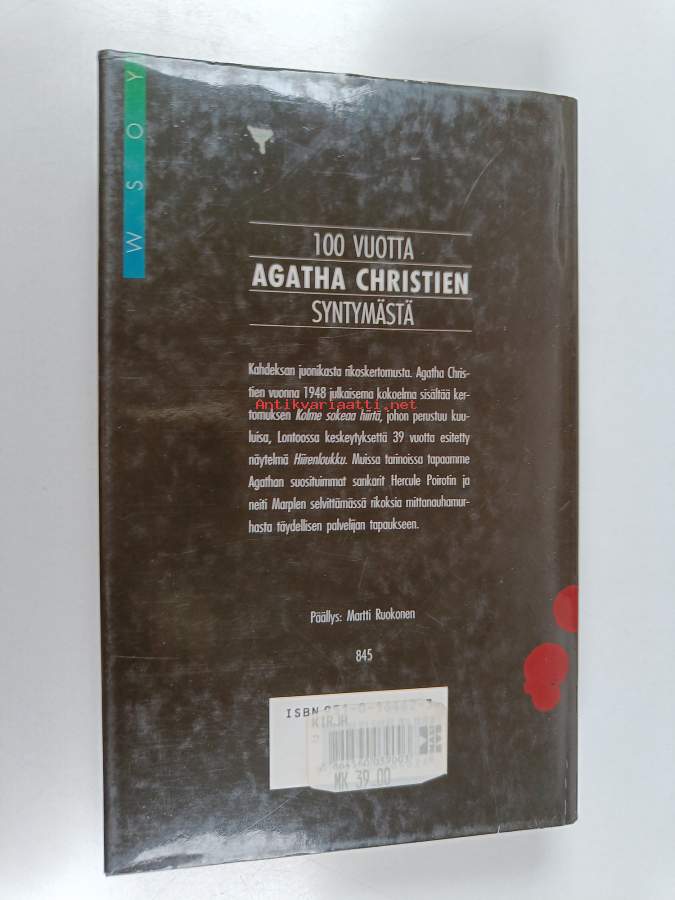 WSOY
100 VUOTTA
AGATHA CHRISTIEN
SYNTYMÄSTÄ
Kahdeksan juonikasta rikoskertomusta. Agatha Chris-
tien vuonna 1948 julkaisema kokoelma sisältää ker-
Antikvariaatti.net
tomuksen Kolme sokeaa hiirtä, johon perustuu kuu-
luisa, Lontoossa keskeytyksettä 39 vuotta esitetty
näytelmä Hiirenloukku. Muissa tarinoissa tapaamme
Agathan suosituimmat sankarit Hercule Poirotin ja
neiti Marplen selvittämässä rikoksia mittanauhamur-
hasta täydellisen palvelijan tapaukseen.
Päällys: Martti Ruokonen
845
ISBN
KIRJA
MK 39.00